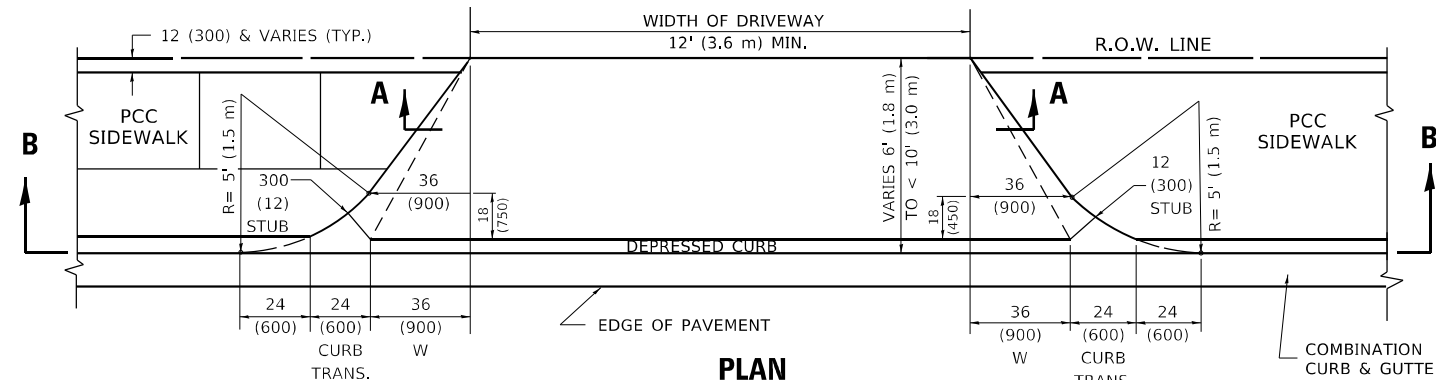 12 (300) & VARIES (TYP.)
WIDTH OF DRIVEWAY
12' (3.6 m) MIN.
R.O.W. LINE
A
A
PCC
SIDEWALK
PCC
SIDEWALK
B
B
R= 5' (1.5 m)
300
(12)
STUB
36
(900)
18
(750)
VARIES 6' (1.8 m)
TO < 10' (3.0 m)
36
(900)
18
(450)
12
(300)
STUB
R= 5' (1.5 m)
DEPRESSED CURB
24
(600)
24
(600)
CURB
TRANS.
36
(900)
W
EDGE OF PAVEMENT
PLAN
36
(900)
W
24
(600)
CURB
TRANS.
24
(600)
COMBINATION
CURB & GUTTE